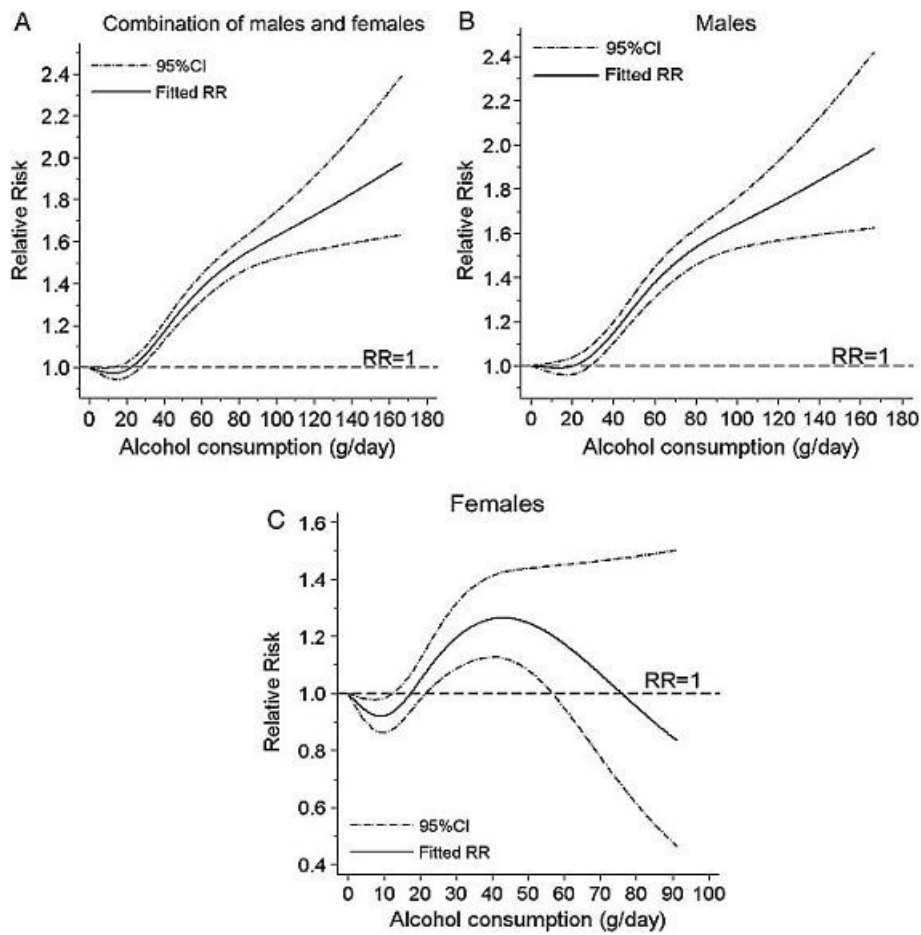 A
Combination of males and females
95%CI
Fitted RR
2.4
2.2
2.0
1.8
1.6
1.4
1.2
1.0
Relative Risk
RR=1
0 20 40 60 80 100 120 140 160 180
Alcohol consumption (g/day)
B
Males
95%CI
Fitted RR
2.4
2.2
2.0
1.8
1.6
1.4
1.2
1.0
Relative Risk
RR=1
0 20 40 60 80 100 120 140 160 180
Alcohol consumption (g/day)
C
Females
1.6
1.4
1.2
1.0
0.8
0.6
0.4
Relative Risk
RR=1
95%CI
Fitted RR
0 10 20 30 40 50 60 70 80 90 100
Alcohol consumption (g/day)